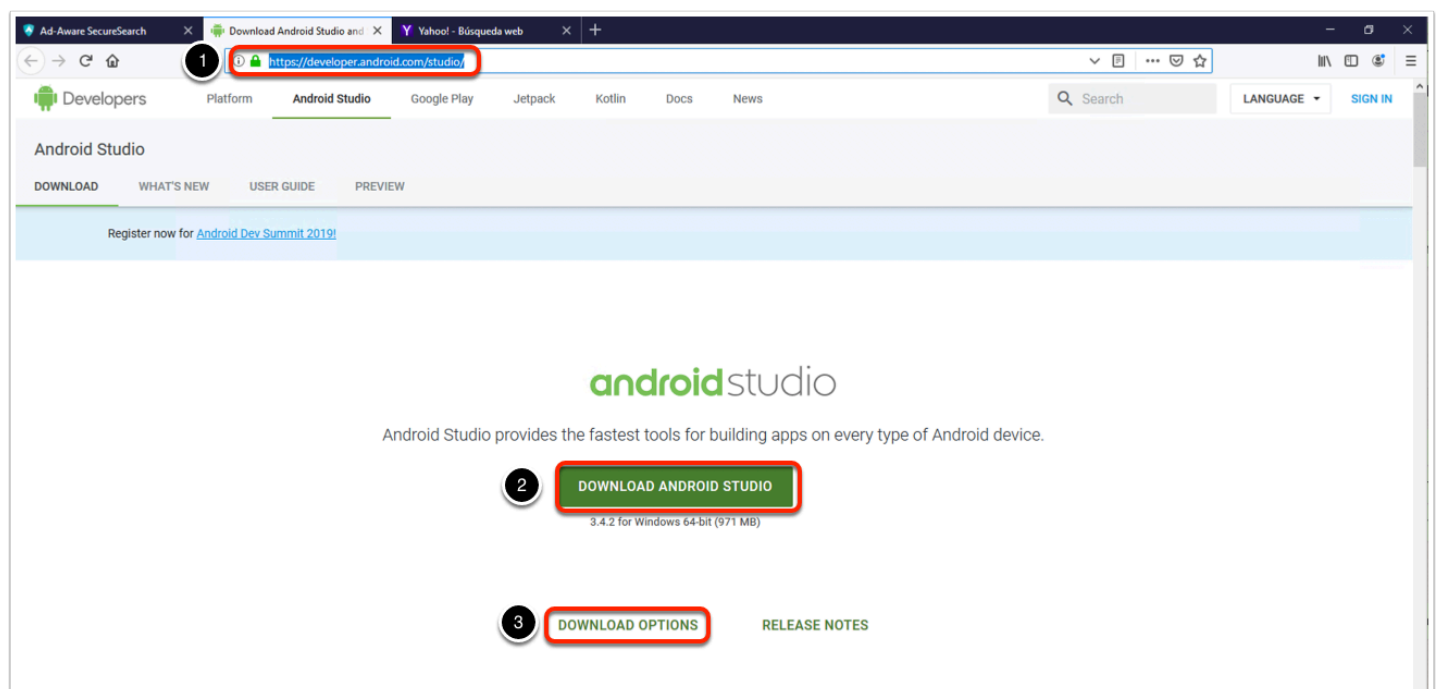 Ad-Aware SecureSearch
Download Android Studio and
Yahoo! - Búsqueda web
1
https://developer.android.com/studio/
Developers
Platform
Android Studio
Google Play
Jetpack
Kotlin
Docs
News
Search
LANGUAGE
SIGN IN
Android Studio
DOWNLOAD
WHAT'S NEW
USER GUIDE
PREVIEW
Register now for Android Dev Summit 2019!
androidstudio
Android Studio provides the fastest tools for building apps on every type of Android device.
2
DOWNLOAD ANDROID STUDIO
3.4.2 for Windows 64-bit (971 MB)
3
DOWNLOAD OPTIONS
RELEASE NOTES